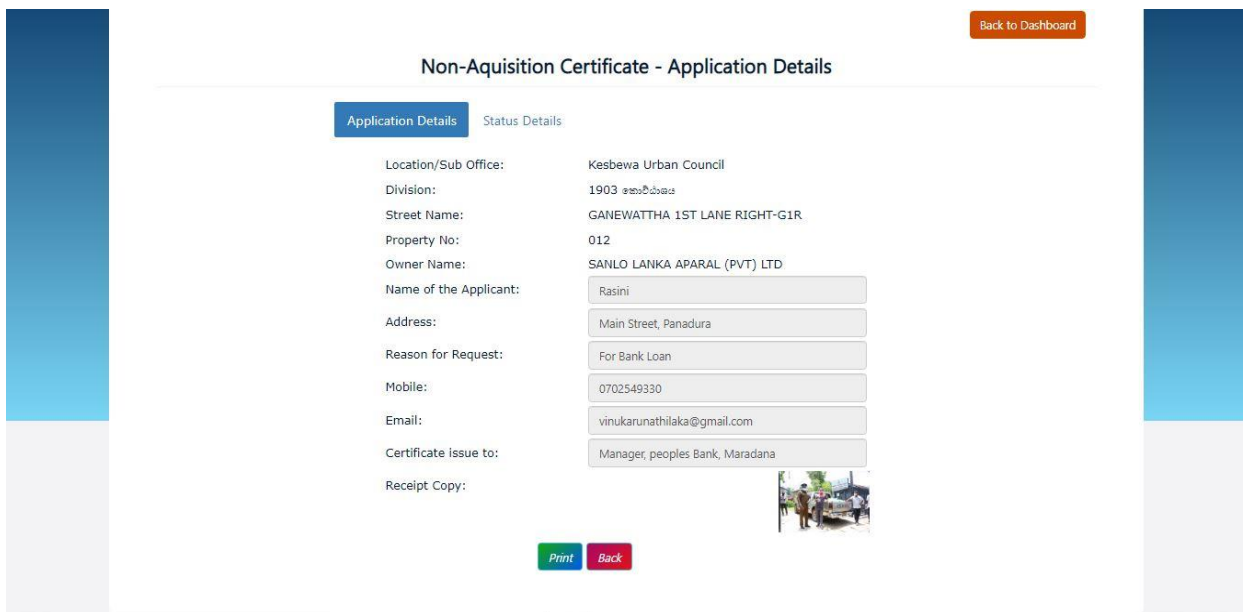 Back to Dashboard
Non-Aquisition Certificate - Application Details
Application Details Status Details
Location/Sub Office: Kesbewa Urban Council
Division: 1903 කොට්ඨාශය
Street Name: GANEWATTHA 1ST LANE RIGHT-G1R
Property No: 012
Owner Name: SANLO LANKA APARAL (PVT) LTD
Name of the Applicant: Rasini
Address: Main Street, Panadura
Reason for Request: For Bank Loan
Mobile: 0702549330
Email: vinukarunathilaka@gmail.com
Certificate issue to: Manager, peoples Bank, Maradana
Receipt Copy:
Print Back